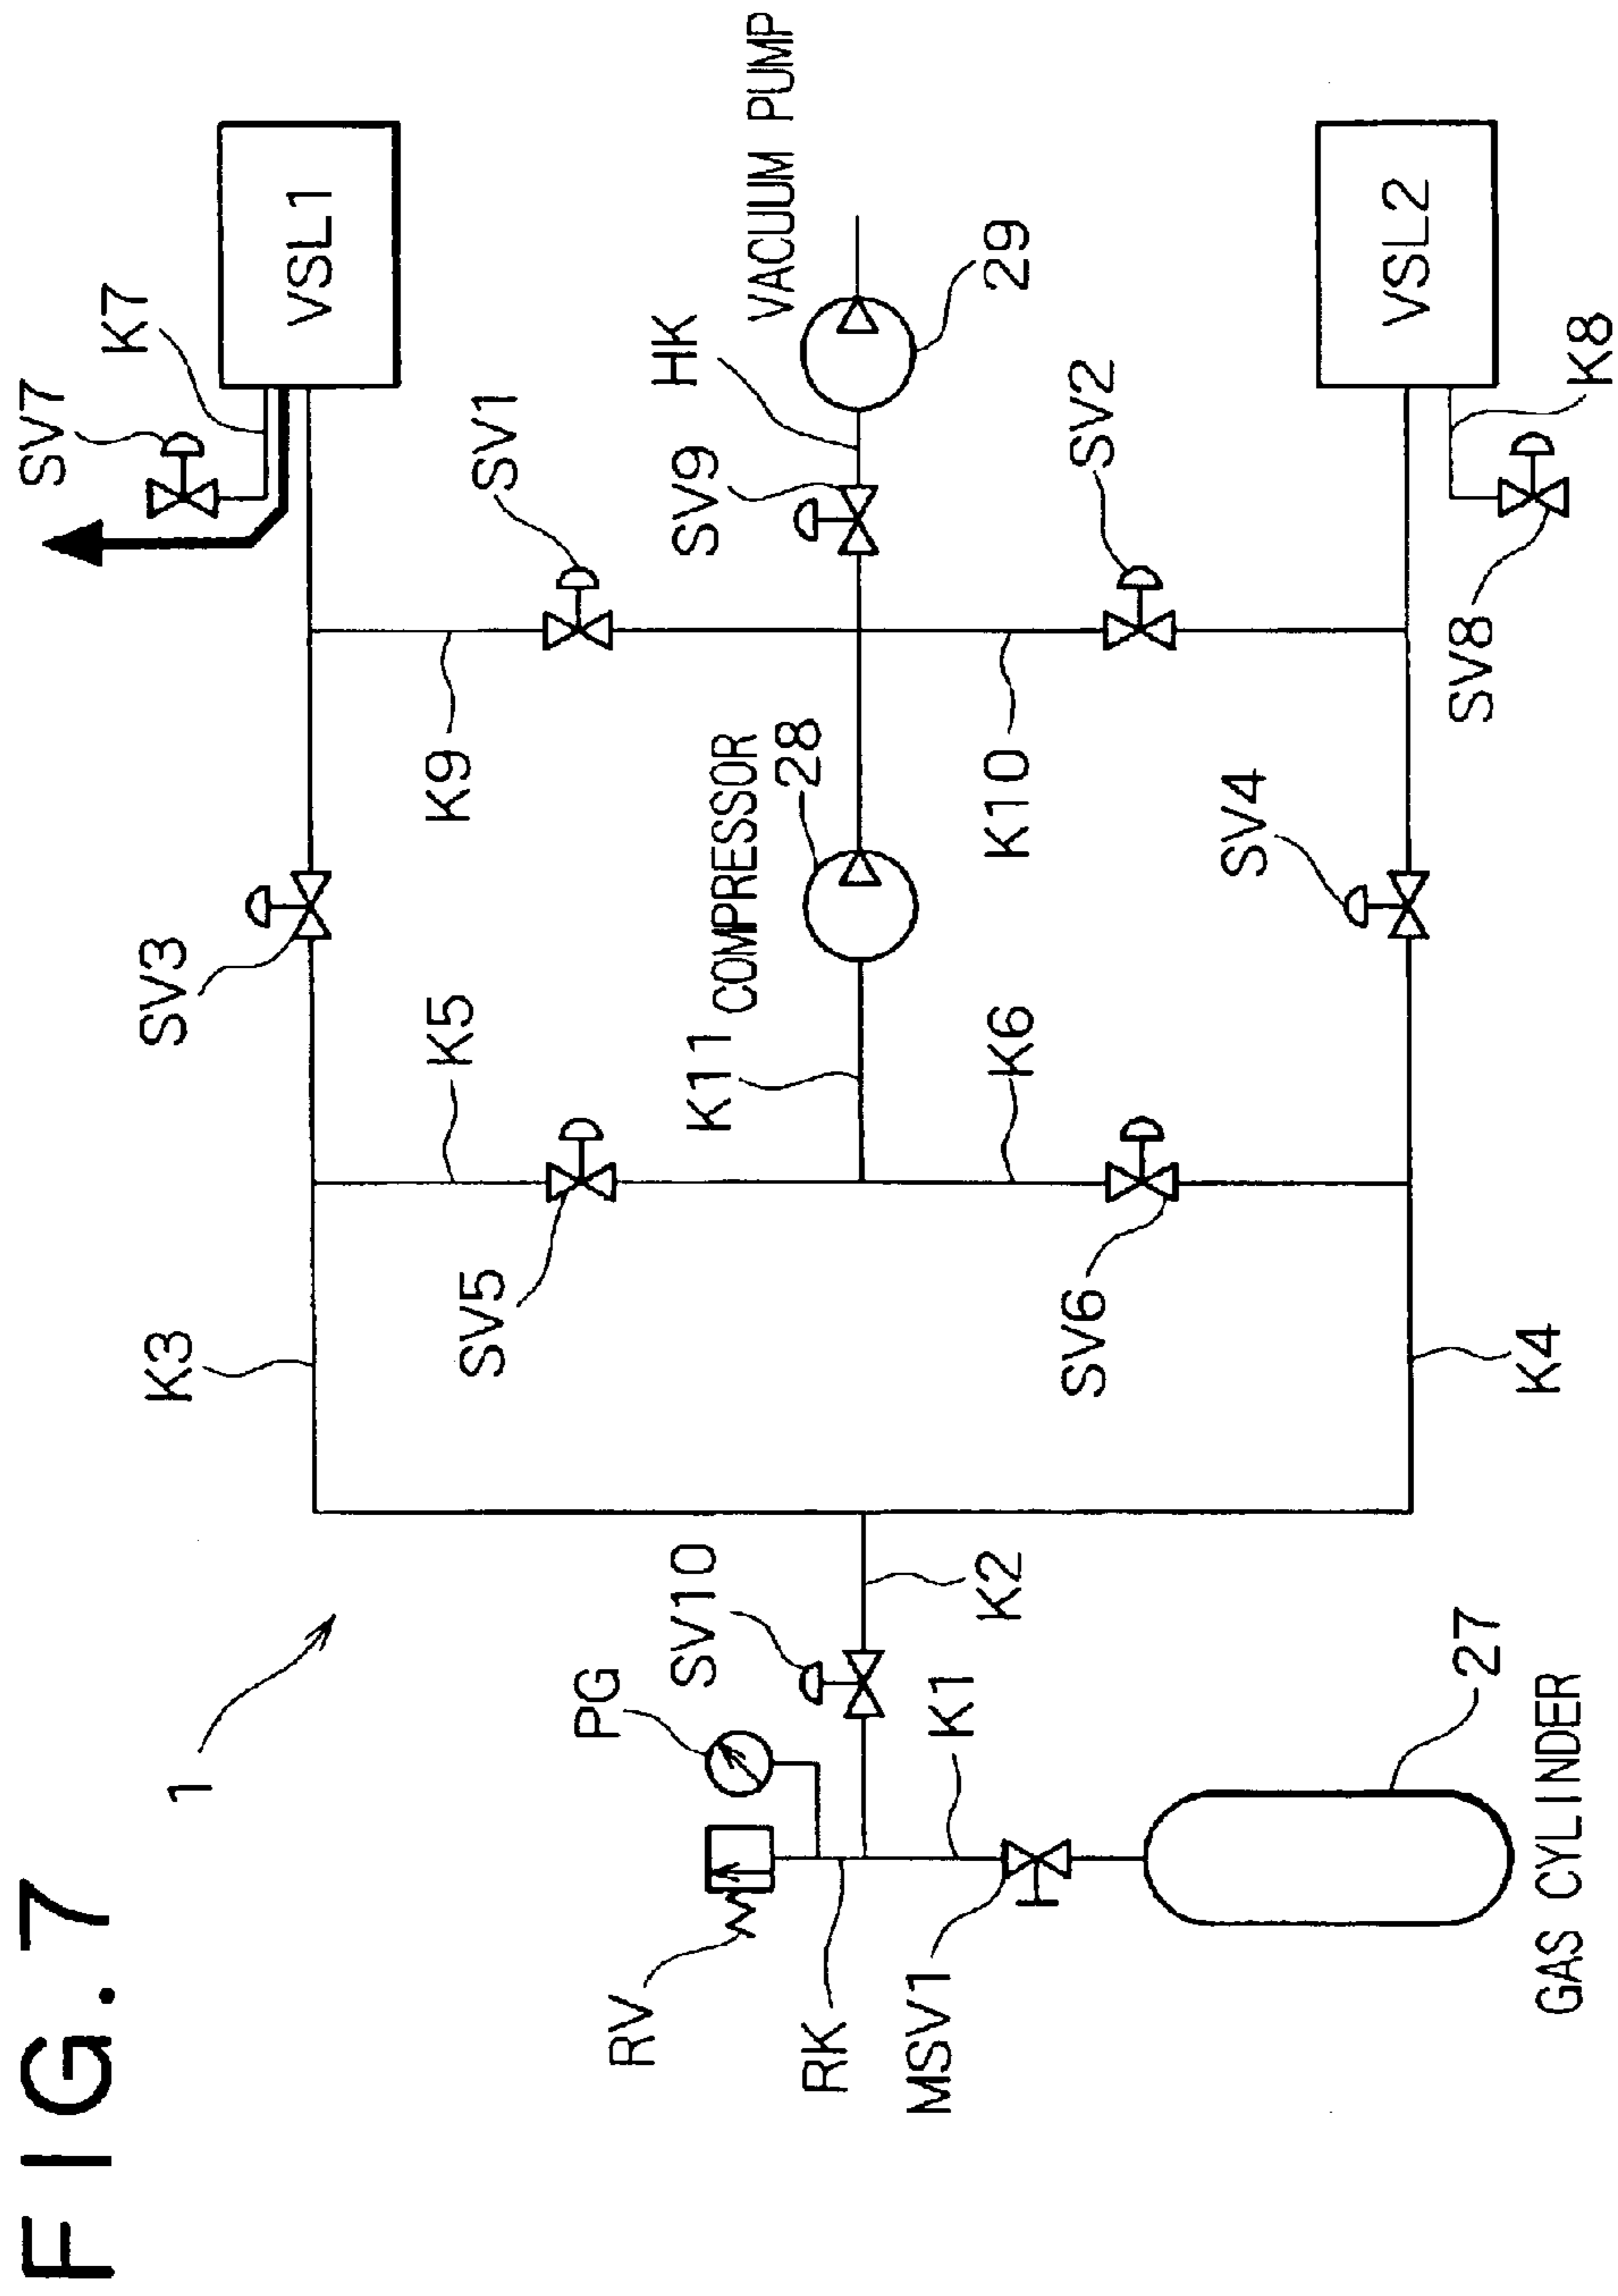 FIG. 7
1
SV7
K7
VSL1
K3
SV3
K5
K9
SV1
SV5
RV
PG
SV10
K11
COMPRESSOR
28
SV9
HK
VACUUM PUMP
29
RK
MSV1
K1
K2
K6
K10
SV6
SV2
SV4
27
GAS CYLINDER
K4
SV8
K8
VSL2